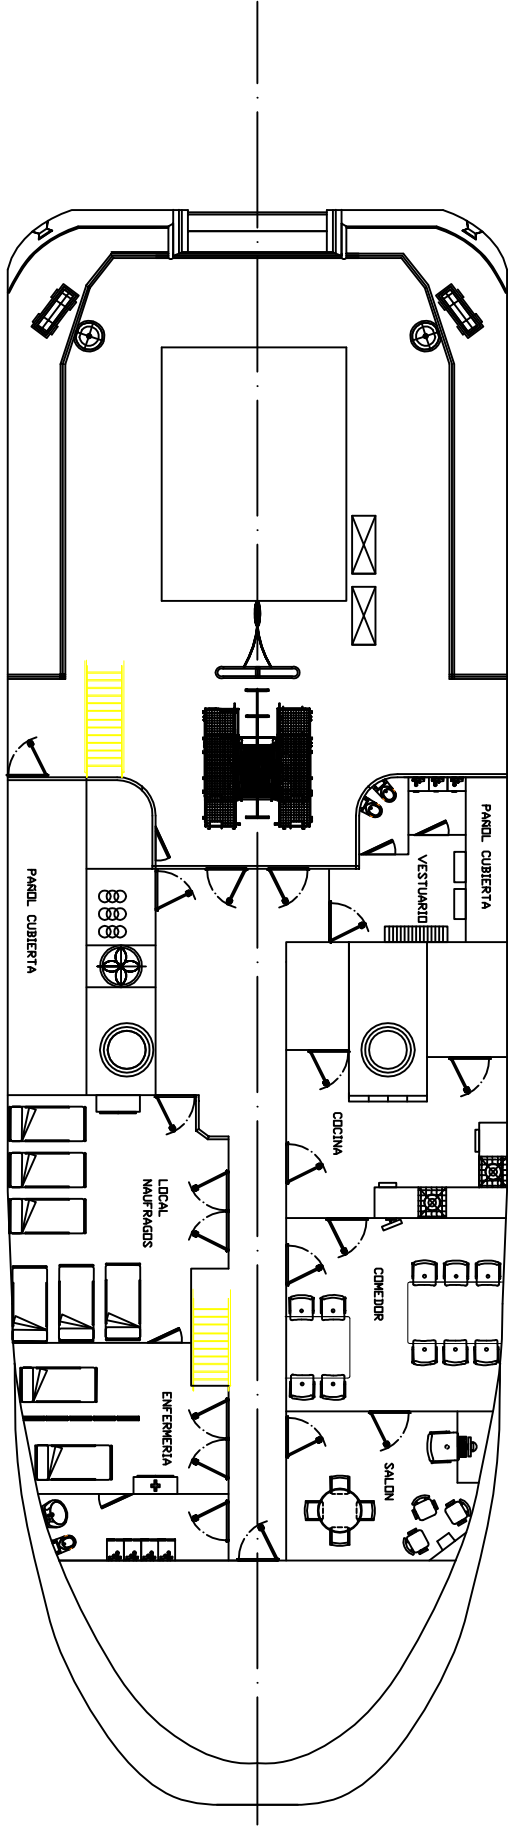 PAÑOL CUBIERTA
VESTUARIO
PAÑOL CUBIERTA
COCINA
LOCAL
NAUFRAGOS
COMEDOR
ENFERMERIA
SALON